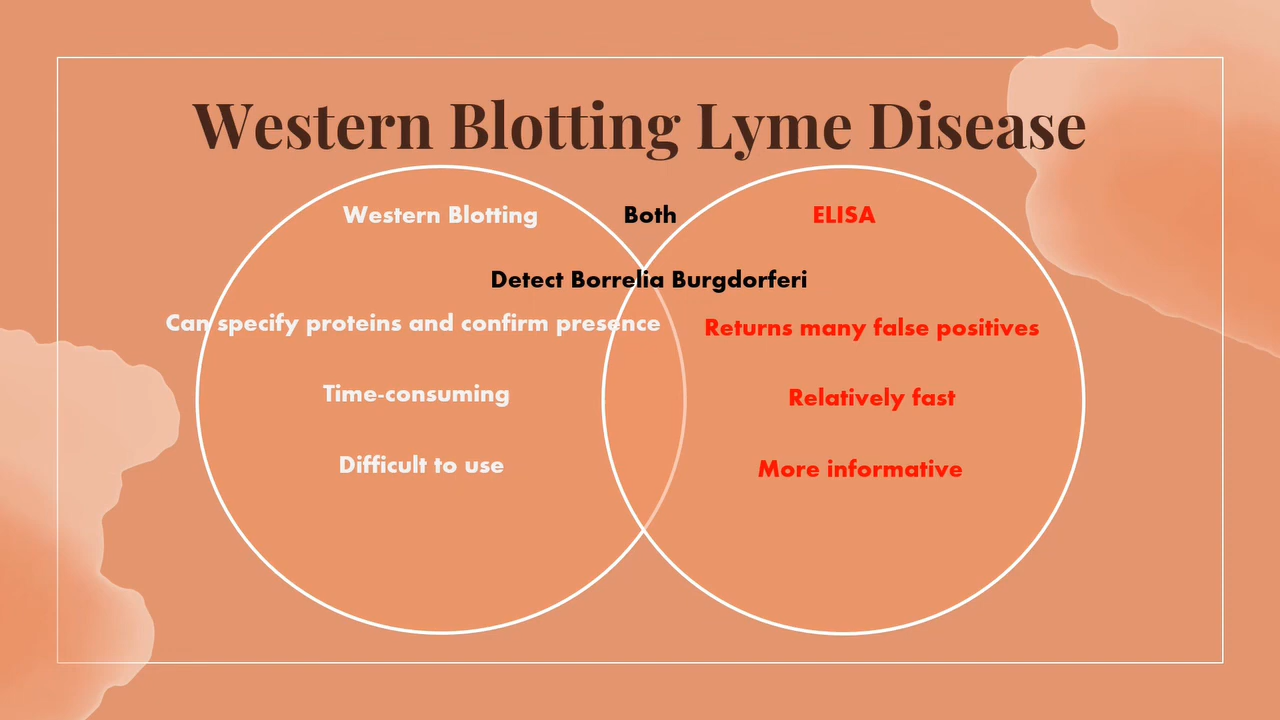 Western Blotting Lyme Disease
Western Blotting
Both
ELISA
Detect Borrelia Burgdorferi
Can specify proteins and confirm presence
Returns many false positives
Time-consuming
Relatively fast
Difficult to use
More informative